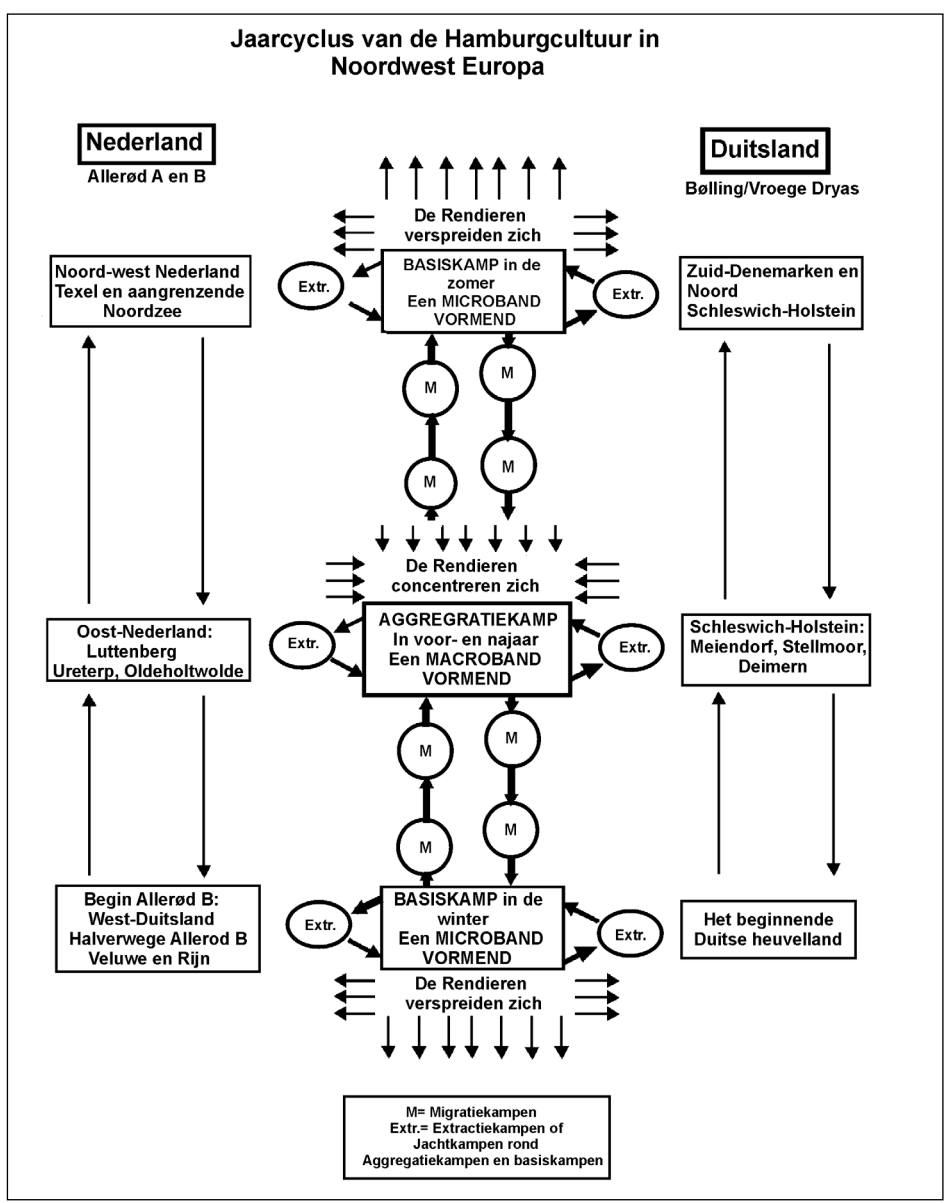 Jaarcyclus van de Hamburgcultuur in
Noordwest Europa
Nederland
Allerød A en B
Duitsland
Bølling/Vroege Dryas
De Rendieren
verspreiden zich
Noord-west Nederland
Texel en aangrenzende
Noordzee
Extr.
BASISKAMP in de
zomer
Een MICROBAND
VORMEND
Extr.
Zuid-Denemarken en
Noord
Schleswich-Holstein
M
M
M
M
De Rendieren
concentreren zich
Oost-Nederland:
Luttenberg
Ureterp, Oldeholtwolde
Extr.
AGGREGRATIEKAMP
In voor- en najaar
Een MACROBAND
VORMEND
Extr.
Schleswich-Holstein:
Meiendorf, Stellmoor,
Deimern
M
M
M
M
Begin Allerød B:
West-Duitsland
Halverwege Allerod B
Veluwe en Rijn
Extr.
BASISKAMP in de
winter
Een MICROBAND
VORMEND
Extr.
Het beginnende
Duitse heuvelland
De Rendieren
verspreiden zich
M= Migratiekampen
Extr.= Extractiekampen of
Jachtkampen rond
Aggregatiekampen en basiskampen